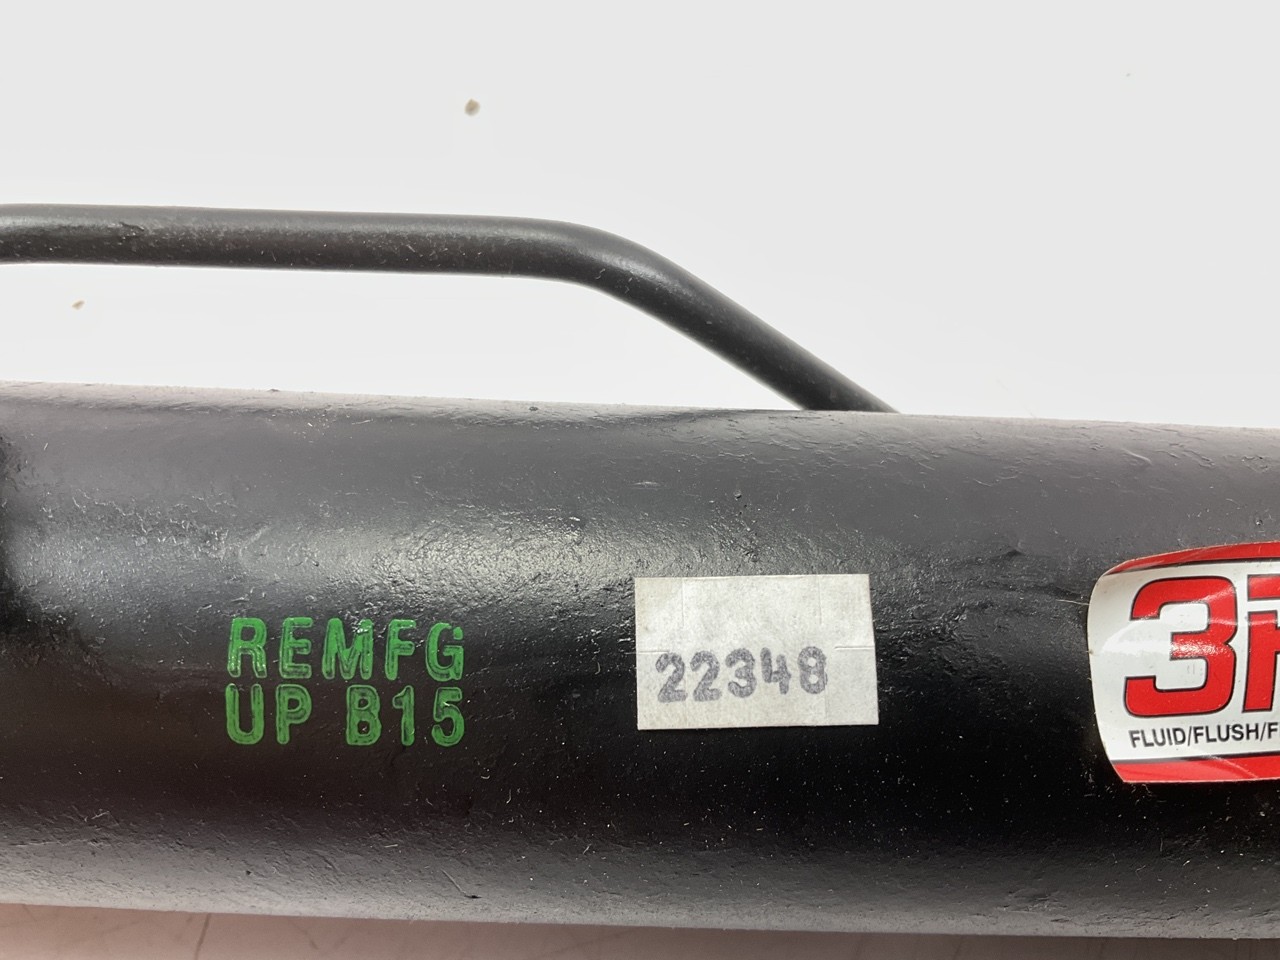 REMFG
UP B15
22348
FLUID/FLUSH/